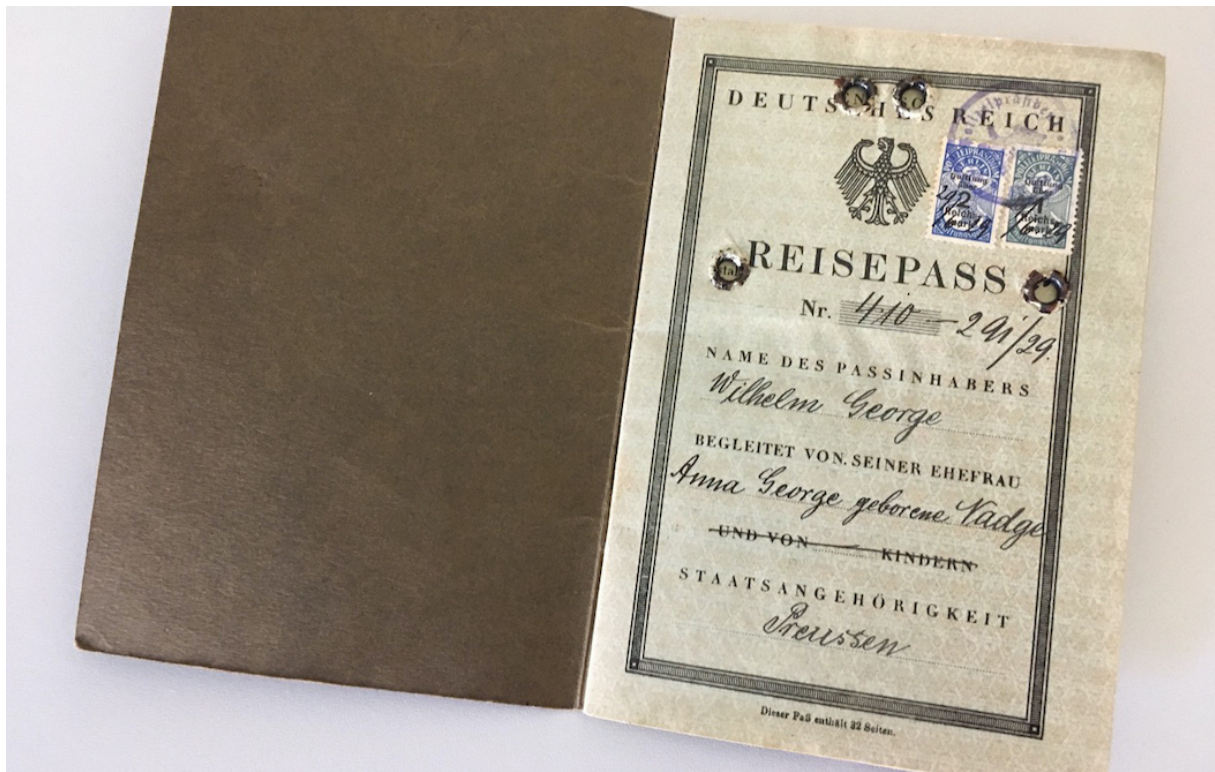 DEUTSCHES REICH
REISEPASS
Nr. 410 - 291/29.
NAME DES PASSINHABERS
Wilhelm George
BEGLEITET VON SEINER EHEFRAU
Anna George geborene Vadge
UND VON KINDERN
STAATSANGEHÖRIGKEIT
Preussen
Dieser Paß enthält 32 Seiten.